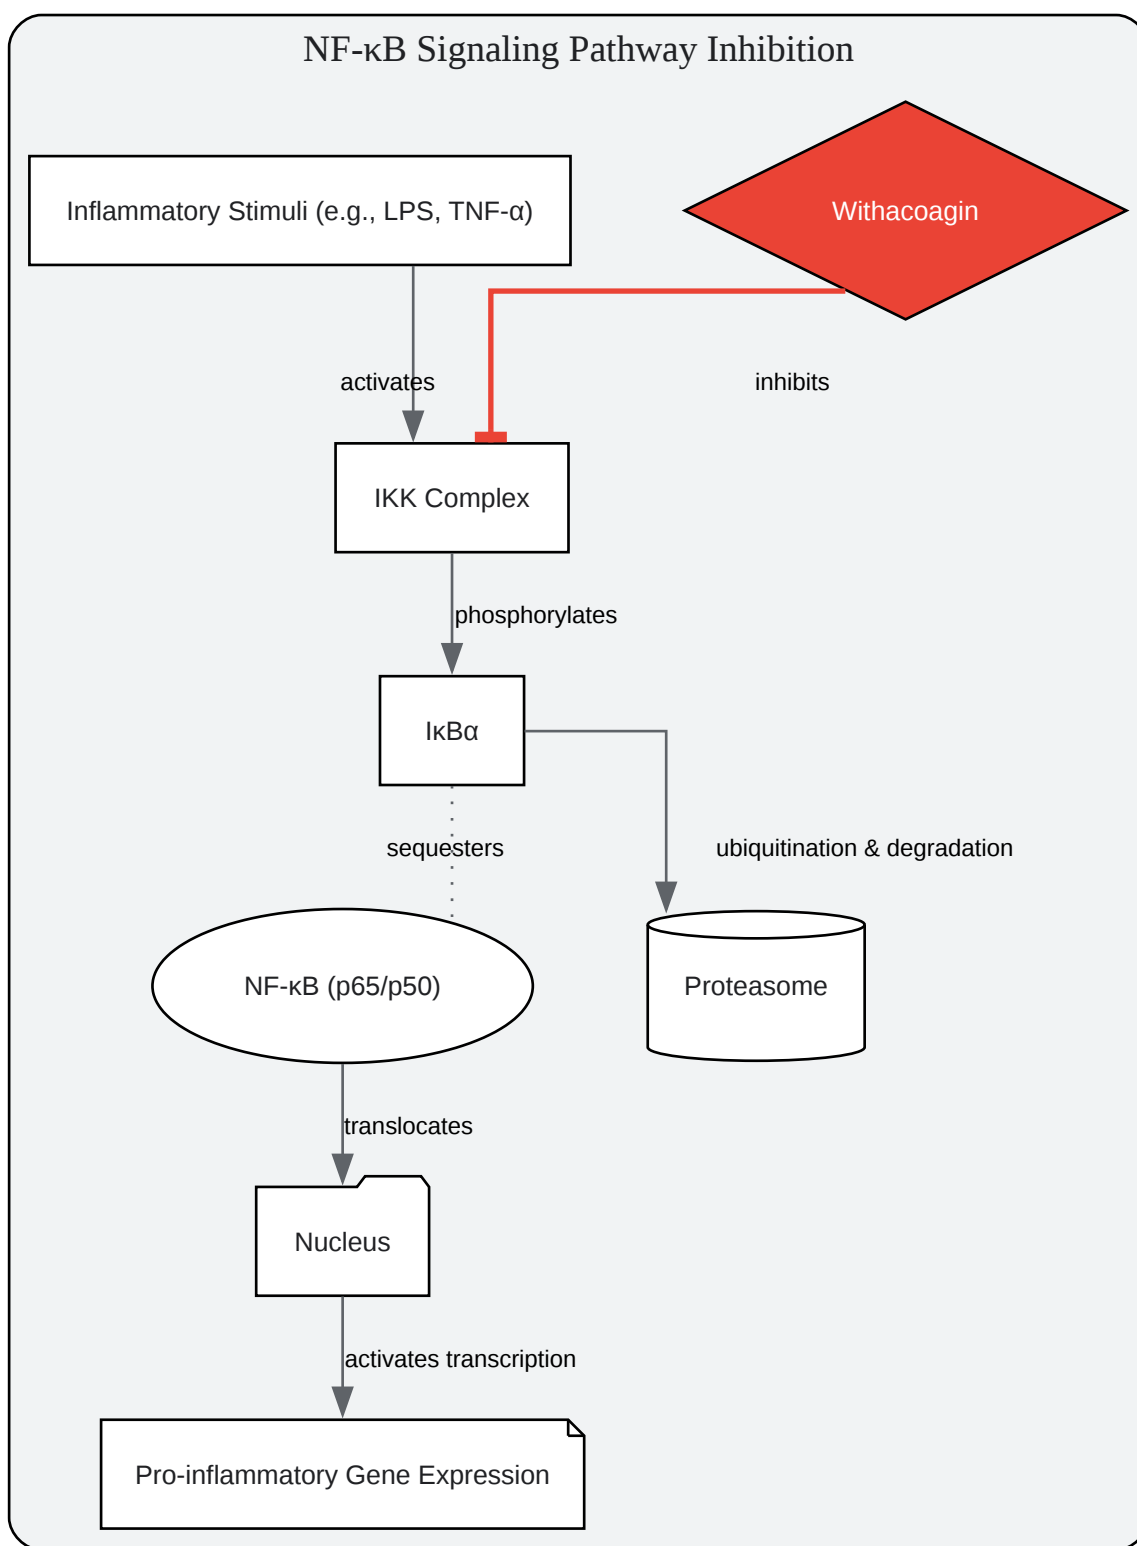 NF-κB Signaling Pathway Inhibition
Inflammatory Stimuli (e.g., LPS, TNF-α)
Withacoagin
activates
inhibits
IKK Complex
phosphorylates
IκBα
sequesters
ubiquitination & degradation
NF-κB (p65/p50)
Proteasome
translocates
Nucleus
activates transcription
Pro-inflammatory Gene Expression